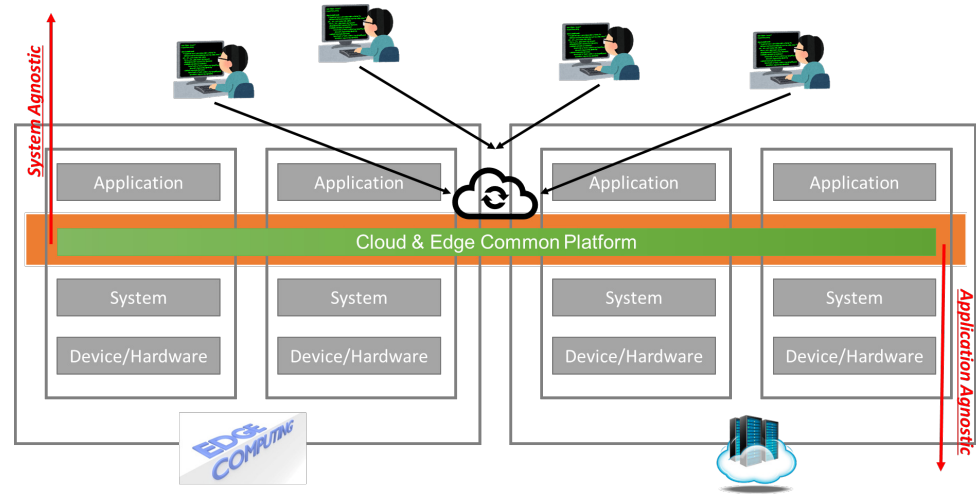 System Agnostic
Application
Application
Application
Application
Cloud & Edge Common Platform
System
System
System
System
Device/Hardware
Device/Hardware
Device/Hardware
Device/Hardware
Application Agnostic
EDGE
COMPUTING